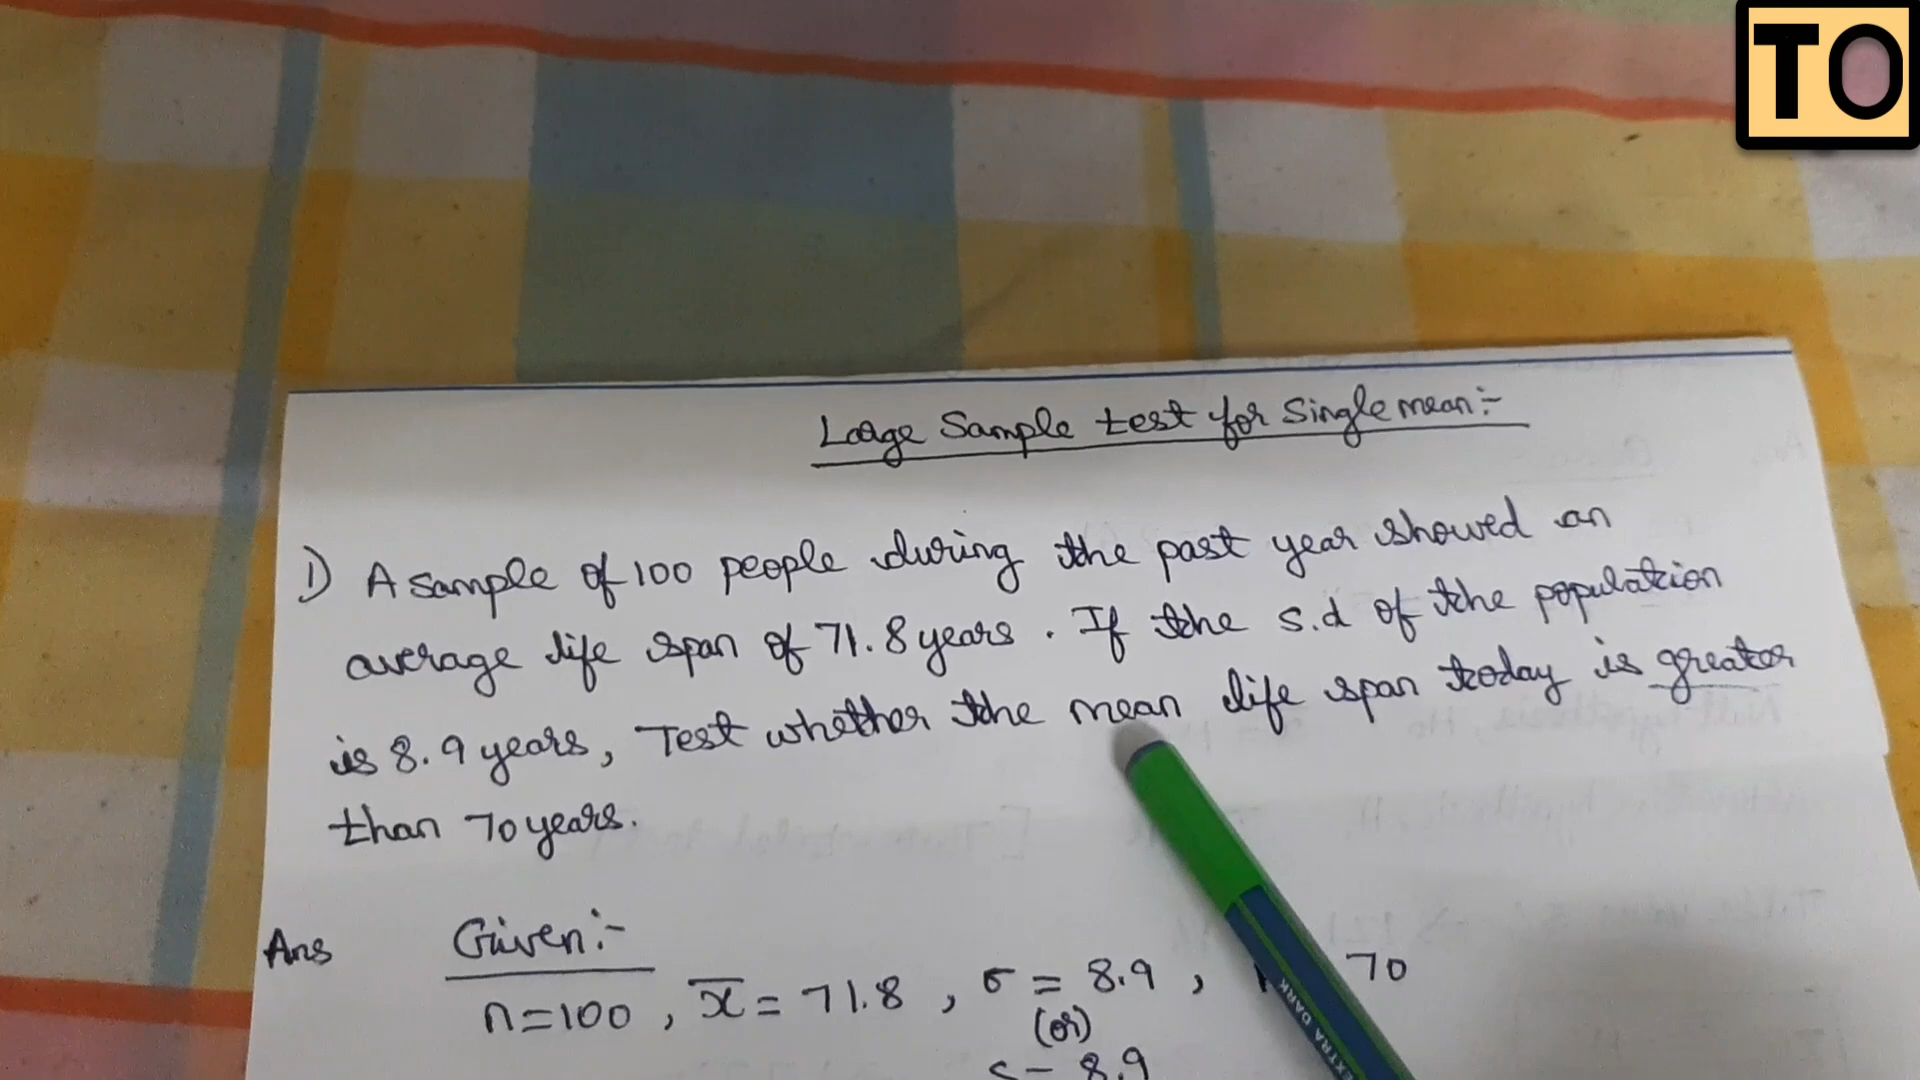 TO
Large Sample test for Single mean:-
1) A sample of 100 people during the past year showed an
average life span of 71.8 years. If the s.d of the population
is 8.9 years, Test whether the mean life span today is greater
than 70 years.
Ans Given:-
n=100, x̄ = 71.8, σ = 8.9, 70
(or)
s = 8.9
EXTRA DARK